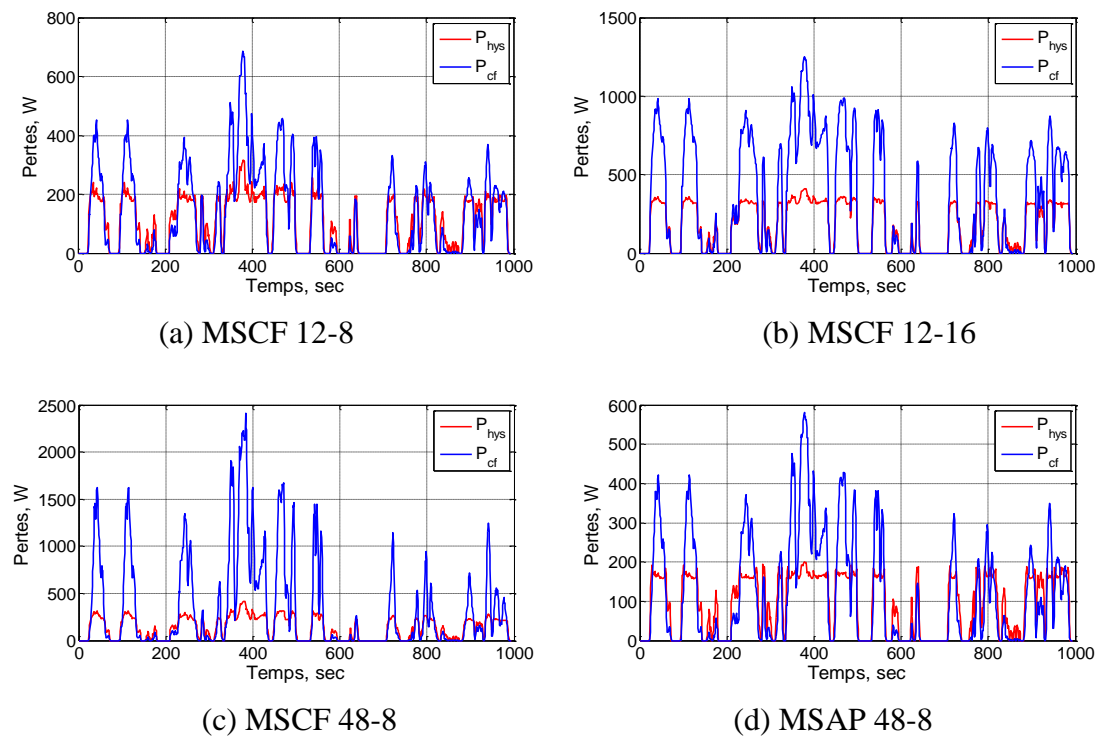 800
600
400
200
0
Pertes, W
P_hys
P_cf
0 200 400 600 800 1000
Temps, sec
(a) MSCF 12-8
1500
1000
500
0
Pertes, W
P_hys
P_cf
0 200 400 600 800 1000
Temps, sec
(b) MSCF 12-16
2500
2000
1500
1000
500
0
Pertes, W
P_hys
P_cf
0 200 400 600 800 1000
Temps, sec
(c) MSCF 48-8
600
500
400
300
200
100
0
Pertes, W
P_hys
P_cf
0 200 400 600 800 1000
Temps, sec
(d) MSAP 48-8